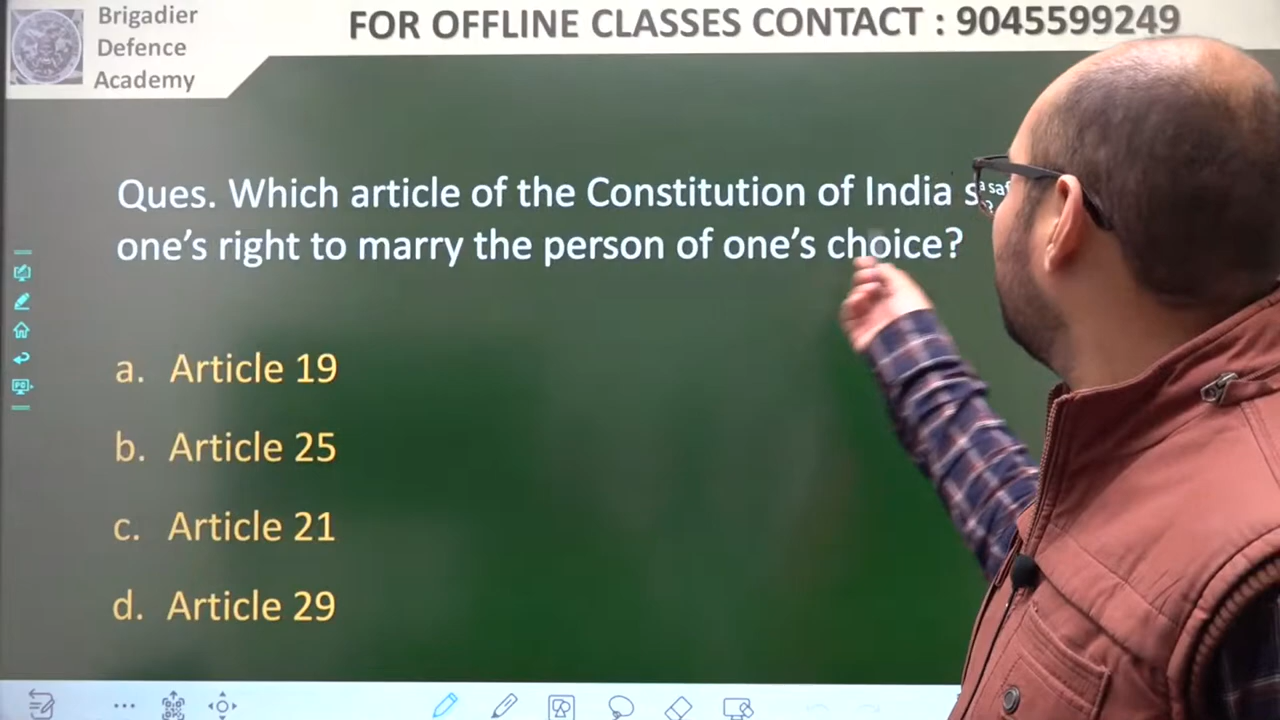 Brigadier
Defence
Academy
FOR OFFLINE CLASSES CONTACT : 9045599249
Ques. Which article of the Constitution of India
one’s right to marry the person of one’s choice?
a. Article 19
b. Article 25
c. Article 21
d. Article 29